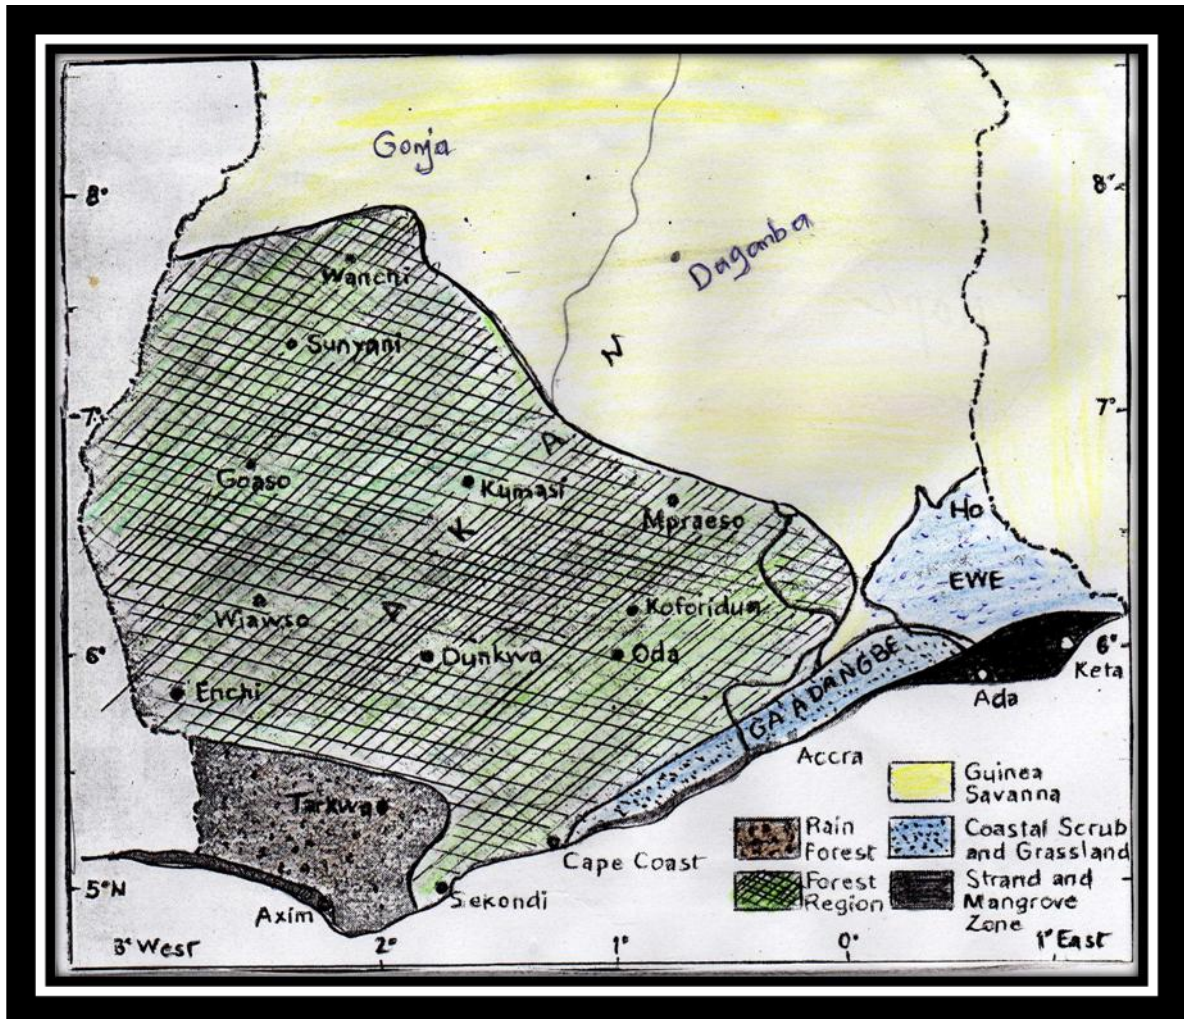 Gonja
8°
8°
Dagamba
Wanchi
N
Sunyani
7°
7°
A
Goaso
Kumasi
Mpraeso
Ho
K
EWE
Wiawso
A
Koforidua
6°
Dunkwa
Oda
6°
Keta
Enchi
GA ADANGBE
Ada
Accra
Tarkwa
Guinea
Savanna
Rain
Forest
Coastal Scrub
and Grassland
Cape Coast
5°N
Sekondi
Forest
Region
Strand and
Mangrove
Zone
Axim
3° West
2°
1°
0°
1° East